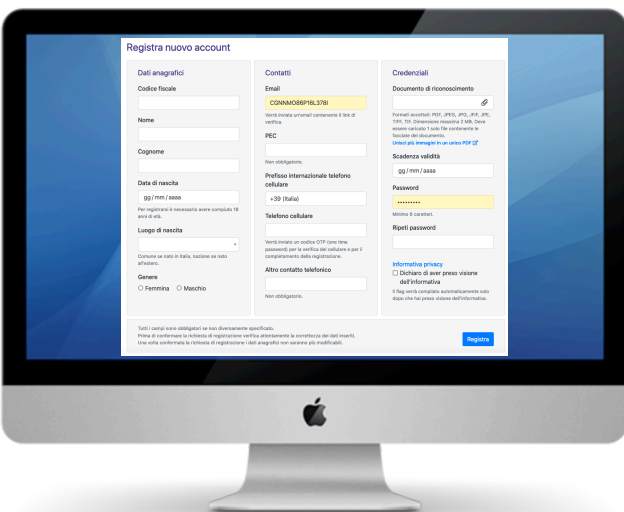 Registra nuovo account
Dati anagrafici
Codice fiscale
Nome
Cognome
Data di nascita
gg/mm/aaaa
Per registrarsi è necessario avere compiuto 18
anni di età.
Luogo di nascita
Comune se nato in Italia, nazione se nato
all'estero.
Genere
Femmina
Maschio
Contatti
Email
CGNNMO86P16L378I
Verrà inviata un'email contenente il link di
verifica.
PEC
Non obbligatorio.
Prefisso internazionale telefono
cellulare
+39 (Italia)
Telefono cellulare
Verrà inviato un codice OTP (one time
password) per la verifica del cellulare e per il
completamento della registrazione.
Altro contatto telefonico
Non obbligatorio.
Credenziali
Documento di riconoscimento
Formati accettati: PDF, JPEG, JPG, JFIF, JPE,
TIFF, TIF. Dimensione massima 2 MB. Deve
essere caricato 1 solo file contenente le
facciate del documento.
Unisci più immagini in un unico PDF
Scadenza validità
gg/mm/aaaa
Password
•••••••••
Minimo 6 caratteri.
Ripeti password
Informativa privacy
Dichiaro di aver preso visione
dell'informativa
Il flag verrà compilato automaticamente solo
dopo che hai preso visione dell'informativa.
Tutti i campi sono obbligatori se non diversamente specificato.
Prima di confermare la richiesta di registrazione verifica attentamente la correttezza dei dati inseriti.
Una volta confermata la richiesta di registrazione i dati anagrafici non saranno più modificabili.
Registra